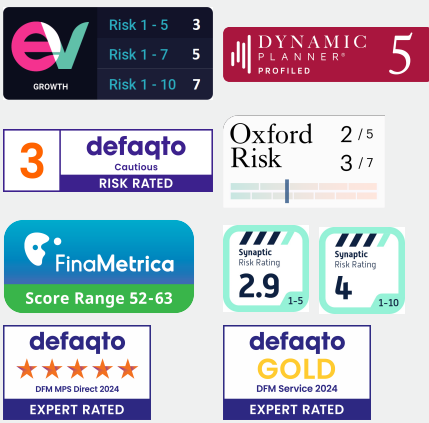 ev
GROWTH
Risk 1 - 5 3
Risk 1 - 7 5
Risk 1 - 10 7
DYNAMIC
PLANNER®
PROFILED
5
3
defaqto
Cautious
RISK RATED
Oxford
Risk
2 / 5
3 / 7
FinaMetrica
Score Range 52-63
Synaptic
Risk Rating
2.9
1-5
Synaptic
Risk Rating
4
1-10
defaqto
DFM MPS Direct 2024
EXPERT RATED
defaqto
GOLD
DFM Service 2024
EXPERT RATED